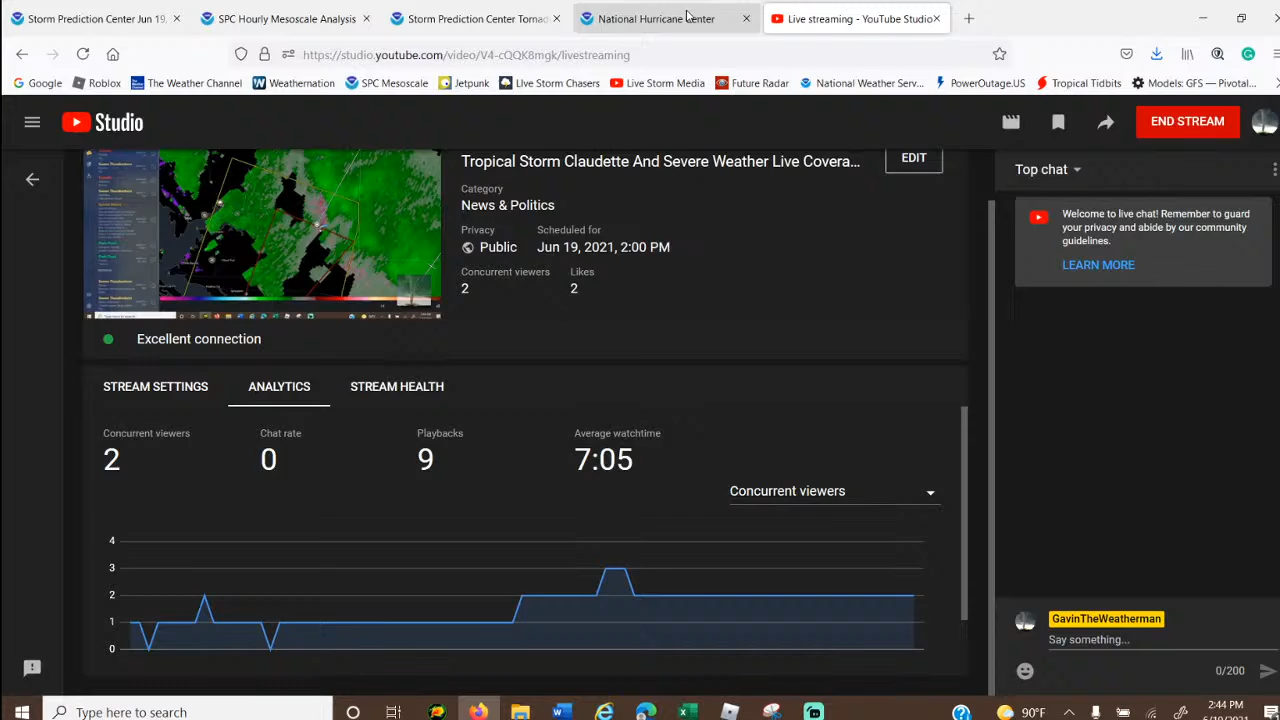 Storm Prediction Center Jun 19,
SPC Hourly Mesoscale Analysis
Storm Prediction Center Tornad
National Hurricane Center
Live streaming - YouTube Studio
https://studio.youtube.com/video/V4-cQQK8mgk/livestreaming
Google
Roblox
The Weather Channel
Weathernation
SPC Mesoscale
Jetpunk
Live Storm Chasers
Live Storm Media
Future Radar
National Weather Serv...
PowerOutage.US
Tropical Tidbits
Models: GFS — Pivotal...
Studio
END STREAM
Tropical Storm Claudette And Severe Weather Live Covera...
EDIT
Category
News & Politics
Privacy
Scheduled for
Public
Jun 19, 2021, 2:00 PM
Concurrent viewers
Likes
2
2
Excellent connection
STREAM SETTINGS
ANALYTICS
STREAM HEALTH
Concurrent viewers
Chat rate
Playbacks
Average watchtime
2
0
9
7:05
Concurrent viewers
4
3
2
1
0
Top chat
Welcome to live chat! Remember to guard
your privacy and abide by our community
guidelines.
LEARN MORE
GavinTheWeatherman
Say something...
0/200
Type here to search
90°F
2:44 PM